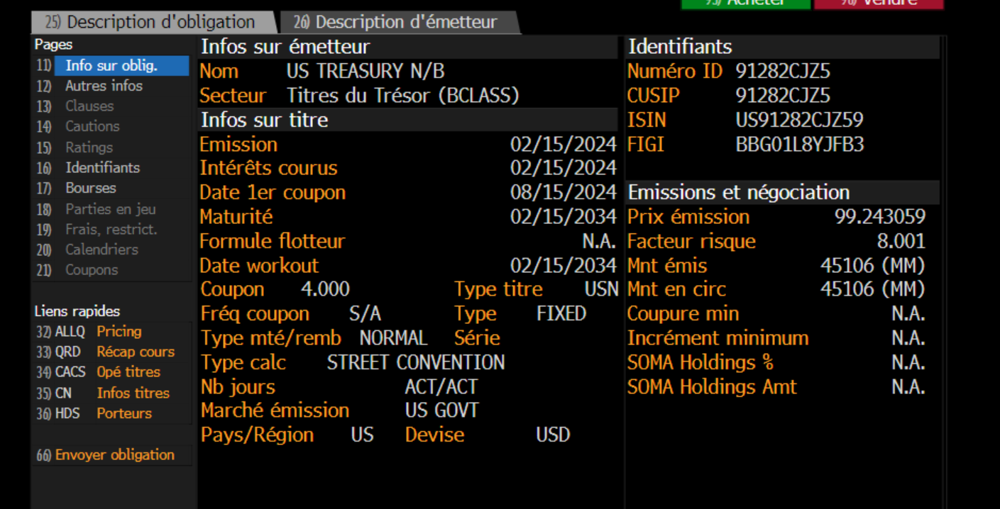 95) Acheter 96) Vendre
25) Description d'obligation 26) Description d'émetteur
Pages
11) Info sur oblig.
12) Autres infos
13) Clauses
14) Cautions
15) Ratings
16) Identifiants
17) Bourses
18) Parties en jeu
19) Frais, restrict.
20) Calendriers
21) Coupons
Liens rapides
32) ALLQ Pricing
33) QRD Récap cours
34) CACS Opé titres
35) CN Infos titres
36) HDS Porteurs
66) Envoyer obligation
Infos sur émetteur
Nom US TREASURY N/B
Secteur Titres du Trésor (BCLASS)
Infos sur titre
Emission 02/15/2024
Intérêts courus 02/15/2024
Date 1er coupon 08/15/2024
Maturité 02/15/2034
Formule flotteur N.A.
Date workout 02/15/2034
Coupon 4.000 Type titre USN
Fréq coupon S/A Type FIXED
Type mté/remb NORMAL Série
Type calc STREET CONVENTION
Nb jours ACT/ACT
Marché émission US GOVT
Pays/Région US Devise USD
Identifiants
Numéro ID 91282CJZ5
CUSIP 91282CJZ5
ISIN US91282CJZ59
FIGI BBG01L8YJFB3
Emissions et négociation
Prix émission 99.243059
Facteur risque 8.001
Mnt émis 45106 (MM)
Mnt en circ 45106 (MM)
Coupure min N.A.
Incrément minimum N.A.
SOMA Holdings % N.A.
SOMA Holdings Amt N.A.